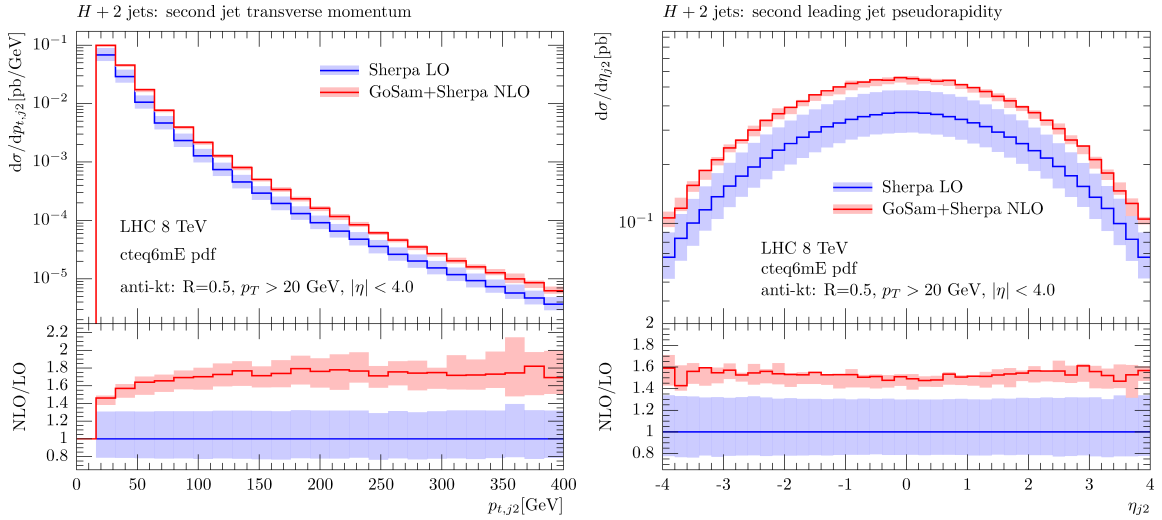 H + 2 jets: second jet transverse momentum
dσ/dp_{t,j2}[pb/GeV]
10⁻¹
10⁻²
10⁻³
10⁻⁴
10⁻⁵
Sherpa LO
GoSam+Sherpa NLO
LHC 8 TeV
cteq6mE pdf
anti-kt: R=0.5, p_T > 20 GeV, |η| < 4.0
NLO/LO
2.2
2
1.8
1.6
1.4
1.2
1
0.8
0 50 100 150 200 250 300 350 400
p_{t,j2}[GeV]
H + 2 jets: second leading jet pseudorapidity
dσ/dη_{j2}[pb]
10⁻¹
Sherpa LO
GoSam+Sherpa NLO
LHC 8 TeV
cteq6mE pdf
anti-kt: R=0.5, p_T > 20 GeV, |η| < 4.0
NLO/LO
2
1.8
1.6
1.4
1.2
1
0.8
-4 -3 -2 -1 0 1 2 3 4
η_{j2}